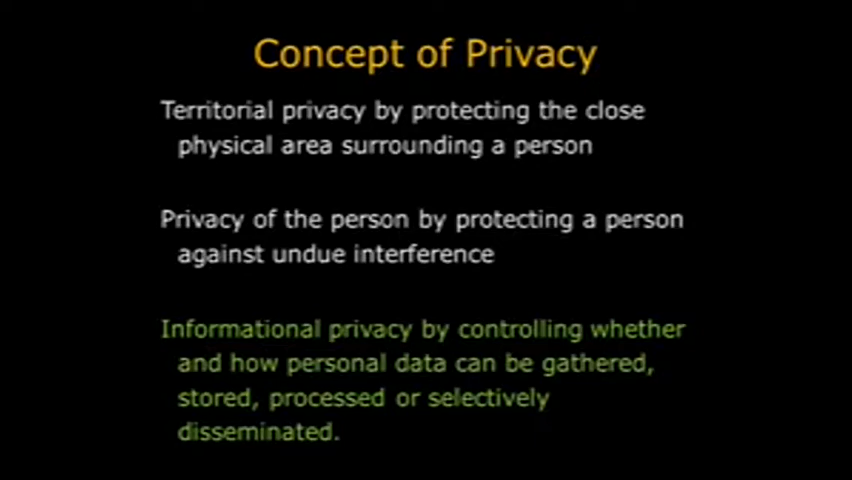 Concept of Privacy
Territorial privacy by protecting the close
physical area surrounding a person
Privacy of the person by protecting a person
against undue interference
Informational privacy by controlling whether
and how personal data can be gathered,
stored, processed or selectively
disseminated.